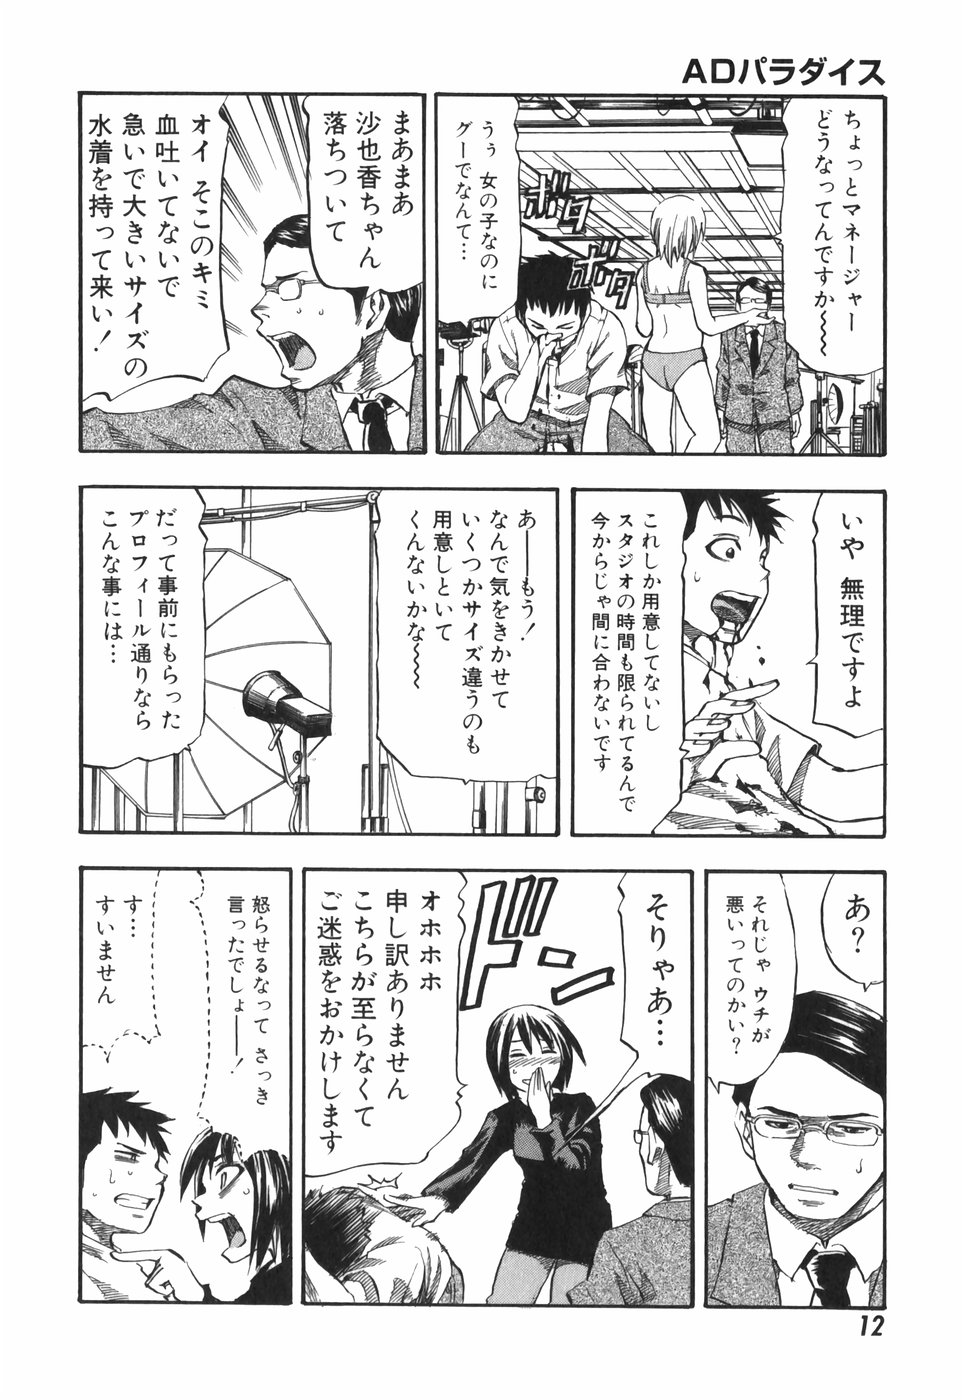 ADパラダイス
ちょっとマネージャー
どうなってんですか～～
ボタ
ボタ
うぅ 女の子なのに
グーでなんて…
まあまあ
沙也香ちゃん
落ちついて
オイ そこのキミ
血吐いてないで
急いで大きいサイズの
水着を持って来い!
いや 無理ですよ
これしか用意してないし
スタジオの時間も限られてるんで
今からじゃ間に合わないです
あーーもう!
なんで気をきかせて
いくつかサイズ違うのも
用意しといて
くんないかな～～
だって事前にもらった
プロフィール通りなら
こんな事には…
あ?
それじゃ ウチが
悪いってのかい?
そりゃあ…
ドン
オホホホ
申し訳ありません
こちらが至らなくて
ご迷惑をおかけします
怒らせるなって さっき
言ったでしょーー!
す…
すいません
12